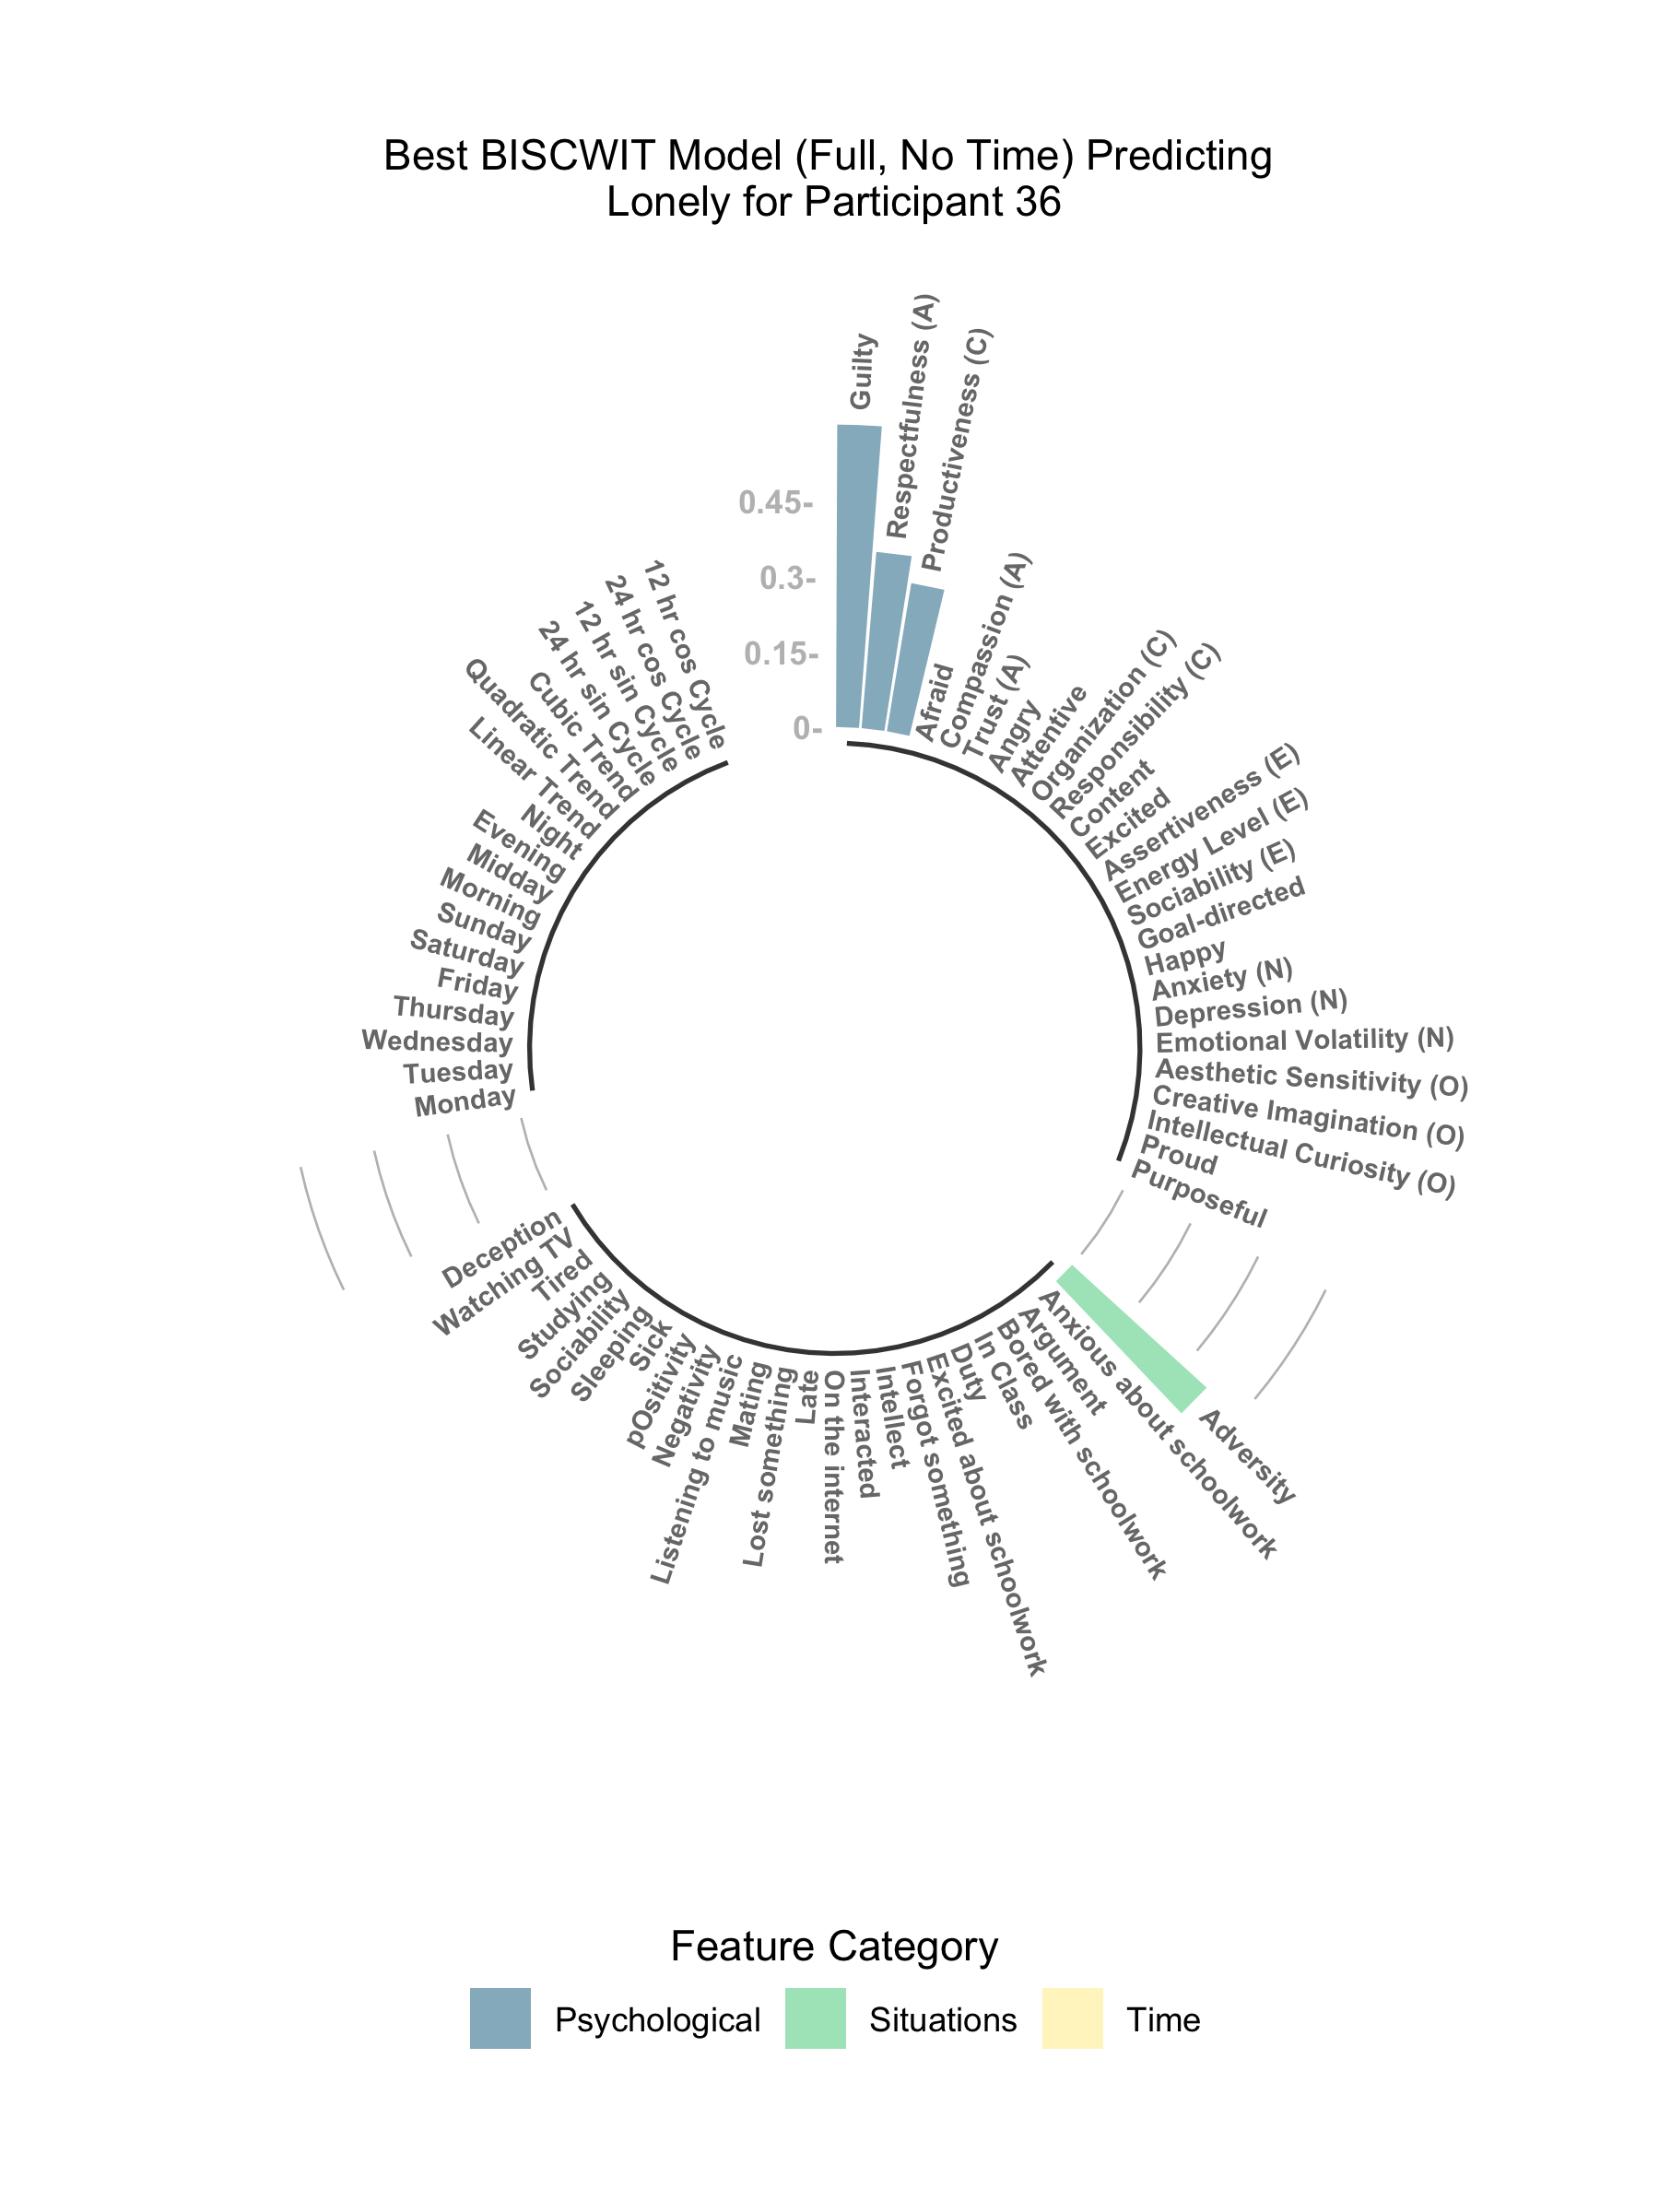 Best BISCWIT Model (Full, No Time) Predicting
Lonely for Participant 36
0.45-
0.3-
0.15-
0-
Guilty
Respectfulness (A)
Productiveness (C)
Afraid
Compassion (A)
Trust (A)
Angry
Attentive
Organization (C)
Responsibility (C)
Content
Excited
Assertiveness (E)
Energy Level (E)
Sociability (E)
Goal-directed
Happy
Anxiety (N)
Depression (N)
Emotional Volatility (N)
Aesthetic Sensitivity (O)
Creative Imagination (O)
Intellectual Curiosity (O)
Proud
Purposeful
Adversity
Anxious about schoolwork
Argument
Bored with schoolwork
In Class
Duty
Excited about schoolwork
Forgot something
Intellect
Interacted
On the internet
Late
Lost something
Mating
Listening to music
Negativity
pOsitivity
Sick
Sleeping
Sociability
Studying
Tired
Watching TV
Deception
Monday
Tuesday
Wednesday
Thursday
Friday
Saturday
Sunday
Morning
Midday
Evening
Night
Linear Trend
Quadratic Trend
Cubic Trend
24 hr sin Cycle
12 hr sin Cycle
24 hr cos Cycle
12 hr cos Cycle
Feature Category
Psychological
Situations
Time